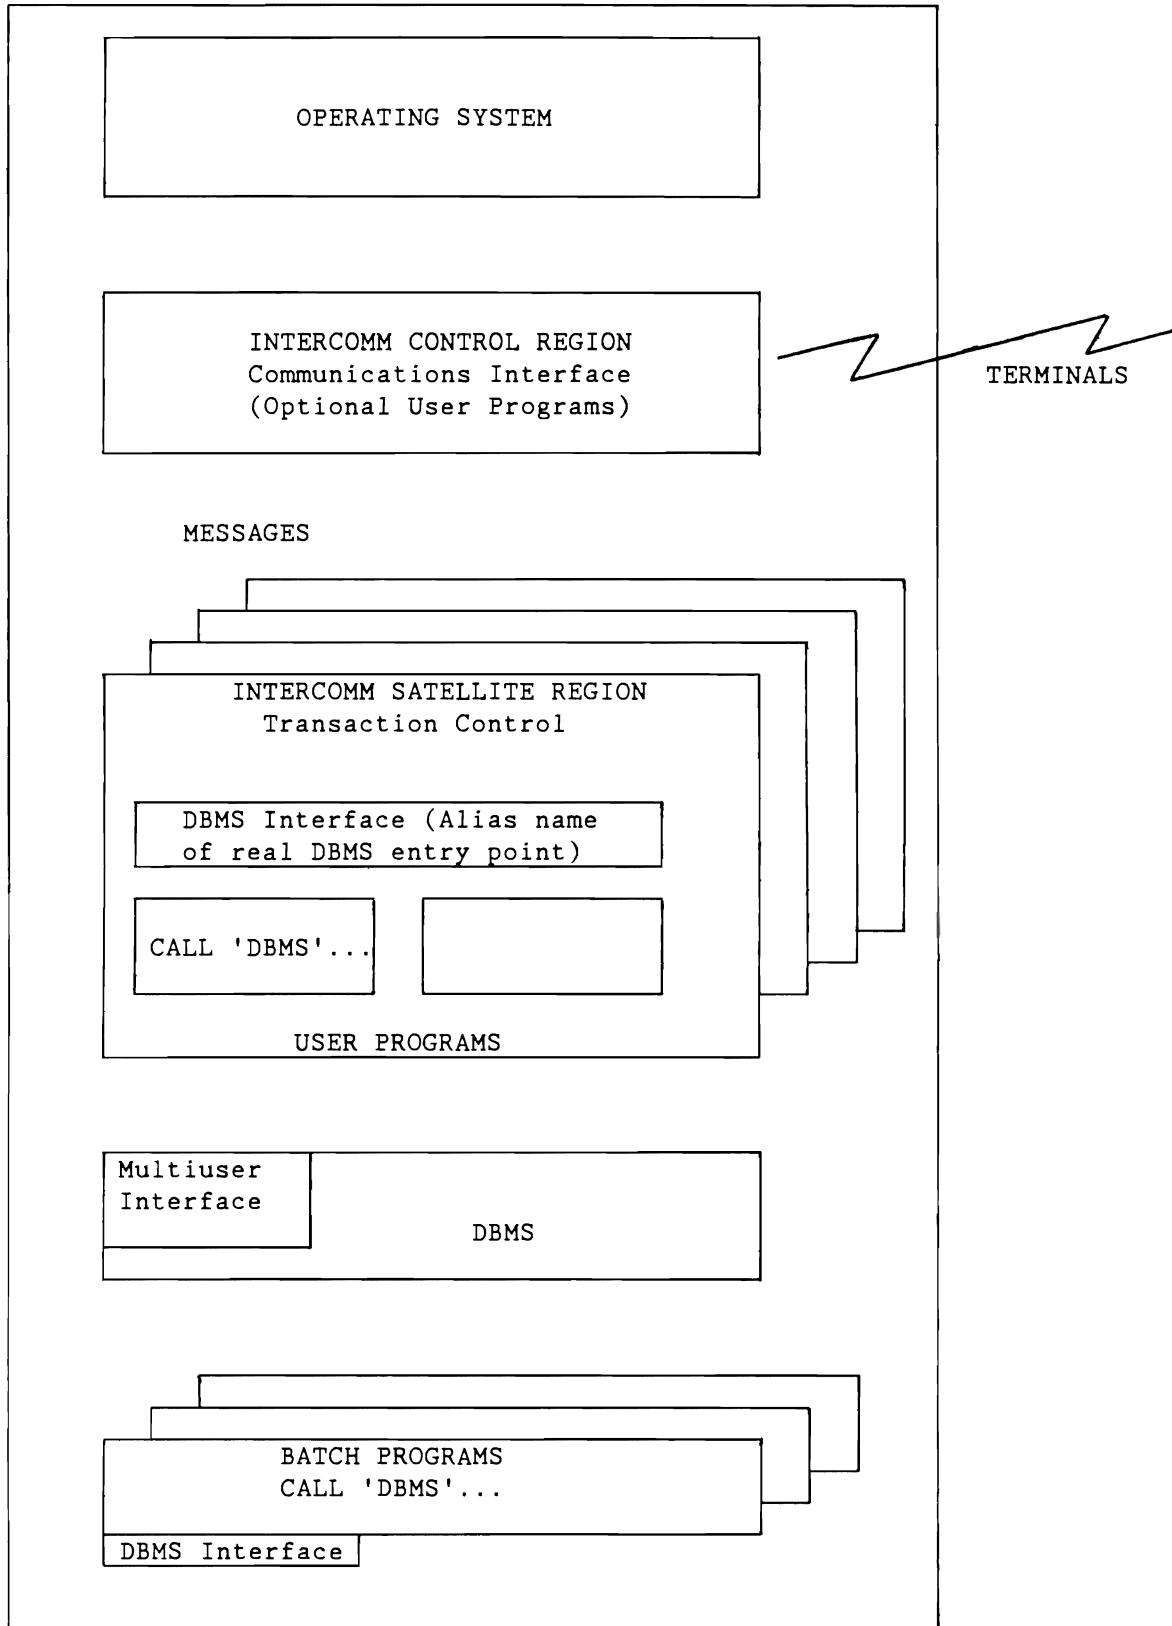 OPERATING SYSTEM
INTERCOMM CONTROL REGION
Communications Interface
(Optional User Programs)
TERMINALS
MESSAGES
INTERCOMM SATELLITE REGION
Transaction Control
DBMS Interface (Alias name
of real DBMS entry point)
CALL 'DBMS'...
USER PROGRAMS
Multiuser
Interface
DBMS
BATCH PROGRAMS
CALL 'DBMS'...
DBMS Interface